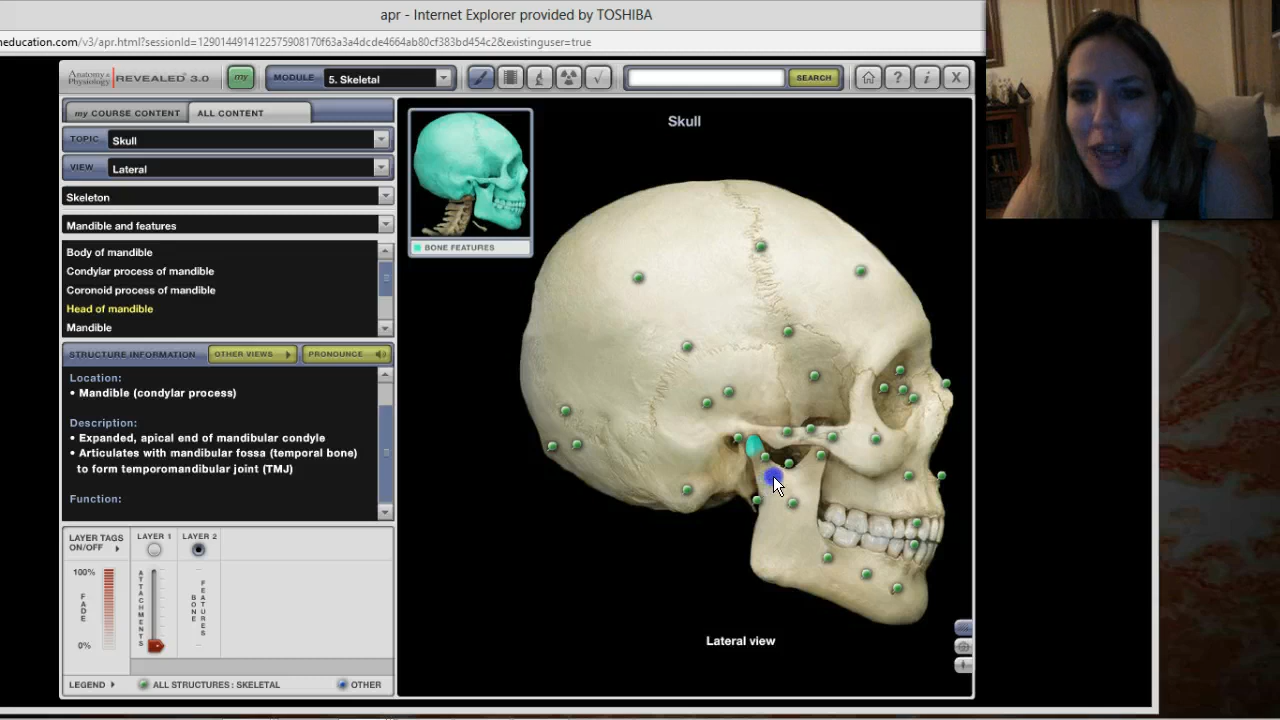 apr - Internet Explorer provided by TOSHIBA
neducation.com/v3/apr.html?sessionId=1290144914122575908170f63a3a4dcde4664ab80cf383bd454c2&existinguser=true
Anatomy & Physiology REVEALED 3.0
my
MODULE 5. Skeletal
SEARCH
? i X
my COURSE CONTENT ALL CONTENT
TOPIC Skull
VIEW Lateral
Skeleton
Mandible and features
Body of mandible
Condylar process of mandible
Coronoid process of mandible
Head of mandible
Mandible
STRUCTURE INFORMATION OTHER VIEWS PRONOUNCE
Location:
• Mandible (condylar process)
Description:
• Expanded, apical end of mandibular condyle
• Articulates with mandibular fossa (temporal bone)
to form temporomandibular joint (TMJ)
Function:
LAYER TAGS
ON/OFF
LAYER 1
LAYER 2
100%
FADE
0%
ATTACHMENTS
BONE FEATURES
LEGEND ALL STRUCTURES : SKELETAL OTHER
BONE FEATURES
Skull
Lateral view